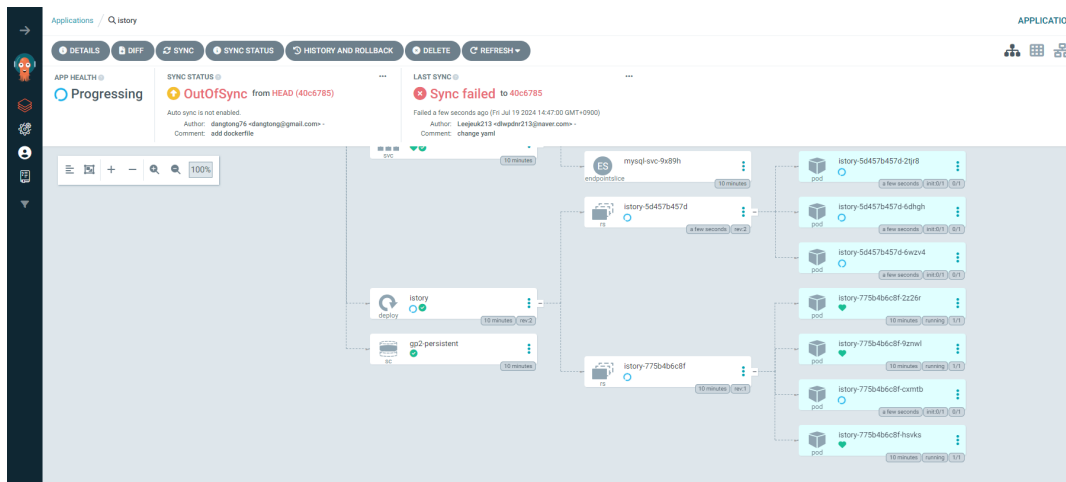 Applications / istory
APPLICATIO
DETAILS DIFF SYNC SYNC STATUS HISTORY AND ROLLBACK DELETE REFRESH
APP HEALTH
Progressing
SYNC STATUS
OutOfSync from HEAD (40c6785)
Auto sync is not enabled.
Author: dangtong76 <dangtong@gmail.com> -
Comment: add dockerfile
LAST SYNC
Sync failed to 40c6785
Failed a few seconds ago (Fri Jul 19 2024 14:47:00 GMT+0900)
Author: Leejeuk213 <dlwpdnr213@naver.com> -
Comment: change yaml
100%
svc
10 minutes
ES
endpointslice
mysql-svc-9x89h
10 minutes
rs
istory-5d457b457d
a few seconds rev:2
deploy
istory
10 minutes rev:2
sc
gp2-persistent
10 minutes
rs
istory-775b4b6c8f
10 minutes rev:1
pod
istory-5d457b457d-2tjr8
a few seconds init:0/1 0/1
pod
istory-5d457b457d-6dhgh
a few seconds init:0/1 0/1
pod
istory-5d457b457d-6wzv4
a few seconds init:0/1 0/1
pod
istory-775b4b6c8f-2z26r
10 minutes running 1/1
pod
istory-775b4b6c8f-9znwl
10 minutes running 1/1
pod
istory-775b4b6c8f-cxmtb
a few seconds init:0/1 0/1
pod
istory-775b4b6c8f-hsvks
10 minutes running 1/1